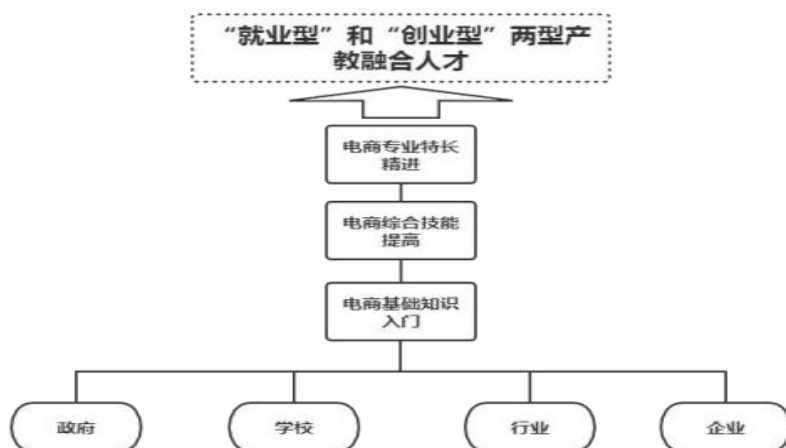 “就业型”和“创业型”两型产
教融合人才
电商专业特长
精进
电商综合技能
提高
电商基础知识
入门
政府
学校
行业
企业